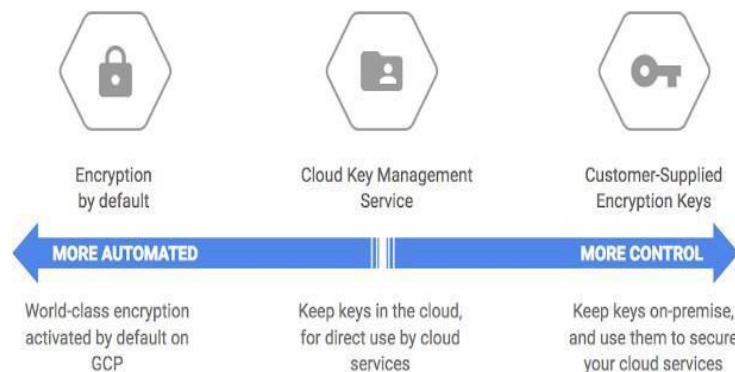 Encryption
by default
Cloud Key Management
Service
Customer-Supplied
Encryption Keys
MORE AUTOMATED
MORE CONTROL
World-class encryption
activated by default on
GCP
Keep keys in the cloud,
for direct use by cloud
services
Keep keys on-premise,
and use them to secure
your cloud services